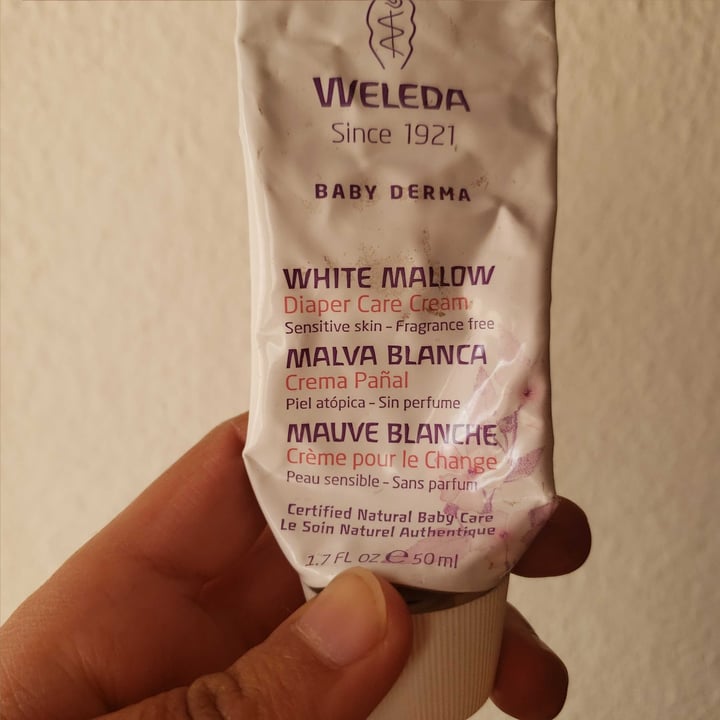 WELEDA
Since 1921
BABY DERMA
WHITE MALLOW
Diaper Care Cream
Sensitive skin - Fragrance free
MALVA BLANCA
Crema Pañal
Piel atópica - Sin perfume
MAUVE BLANCHE
Crème pour le Change
Peau sensible - Sans parfum
Certified Natural Baby Care
Le Soin Naturel Authentique
1.7 FL OZ. ℮ 50 ml